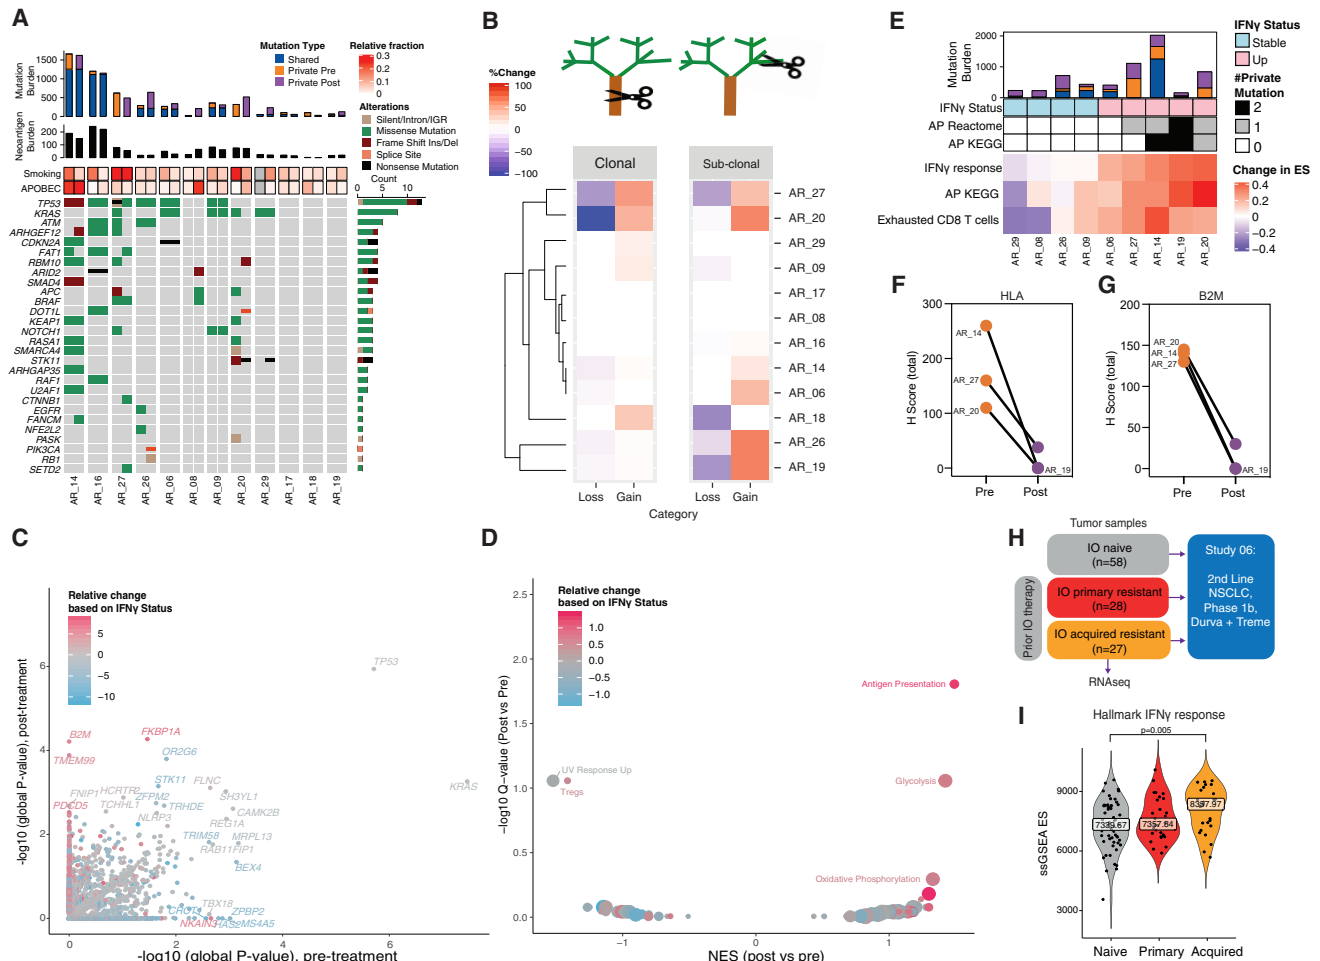 A
Mutation Burden
1500
1000
500
0
Neoantigen Burden
200
100
0
Mutation Type
Shared
Private Pre
Private Post
Relative fraction
0.3
0.2
0.1
0
Alterations
Silent/Intron/IGR
Missense Mutation
Frame Shift Ins/Del
Splice Site
Nonsense Mutation
Count
0 5 10
Smoking
APOBEC
TP53
KRAS
ATM
ARHGEF12
CDKN2A
FAT1
RBM10
ARID2
SMAD4
APC
BRAF
DOT1L
KEAP1
NOTCH1
RASA1
SMARCA4
STK11
ARHGAP35
RAF1
U2AF1
CTNNB1
EGFR
FANCM
NFE2L2
PASK
PIK3CA
RB1
SETD2
AR_14 AR_16 AR_27 AR_26 AR_06 AR_09 AR_08 AR_20 AR_29 AR_17 AR_18 AR_19
B
%Change
100
50
0
−50
−100
Clonal
Sub-clonal
AR_27
AR_20
AR_29
AR_09
AR_17
AR_08
AR_16
AR_14
AR_06
AR_18
AR_26
AR_19
Loss Gain Loss Gain
Category
C
Relative change
based on IFNγ Status
5
0
−5
−10
-log10 (global P-value), post-treatment
6
4
2
0
TP53
B2M
FKBP1A
TMEM99
OR2G6
STK11
FLNC
KRAS
FNIP1
HCRTR2
ZFPM2
SH3YL1
PDCD5
TCHHL1
TRHDE
CAMK2B
NLRP3
REG1A
TRIM58
MRPL13
RAB11FIP1
BEX4
TBX18
ZPBP2
MS4A5
0 2 4 6
-log10 (global P-value), pre-treatment
D
Relative change
based on IFNγ Status
1.5
1.0
0.5
0.0
−0.5
−1.0
−log10 Q−value (Post vs Pre)
2.5
2.0
1.5
1.0
0.5
0.0
Antigen Presentation
UV Response Up
Tregs
Glycolysis
Oxidative Phosphorylation
−1 0 1
NES (post vs pre)
E
Mutation Burden
2000
1000
0
IFNγ Status
AP Reactome
AP KEGG
IFNγ response
AP KEGG
Exhausted CD8 T cells
AR_29 AR_08 AR_26 AR_09 AR_06 AR_27 AR_14 AR_19 AR_20
IFNγ Status
Stable
Up
#Private
Mutation
2
1
0
Change in ES
0.4
0.2
0
−0.2
−0.4
F
HLA
H Score (total)
300
200
100
0
AR_14
AR_27
AR_20
AR_19
Pre Post
G
B2M
H Score (total)
200
150
100
50
0
AR_20
AR_14
AR_27
AR_19
Pre Post
H
Tumor samples
Prior IO therapy
IO naive
(n=58)
IO primary resistant
(n=28)
IO acquired resistant
(n=27)
RNAseq
Study 06:
2nd Line
NSCLC,
Phase 1b,
Durva + Treme
I
Hallmark IFNγ response
p=0.005
ssGSEA ES
9000
6000
3000
Naive Primary Acquired